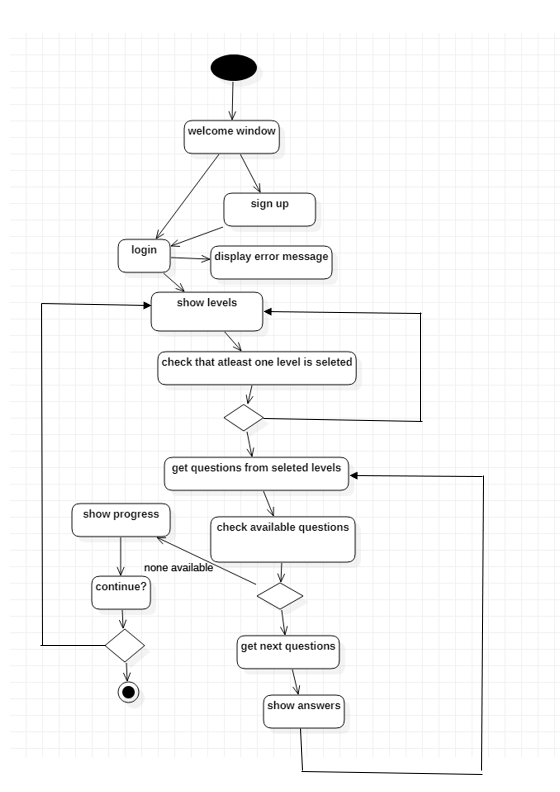 welcome window
sign up
login
display error message
show levels
check that atleast one level is seleted
get questions from seleted levels
show progress
check available questions
none available
continue?
get next questions
show answers